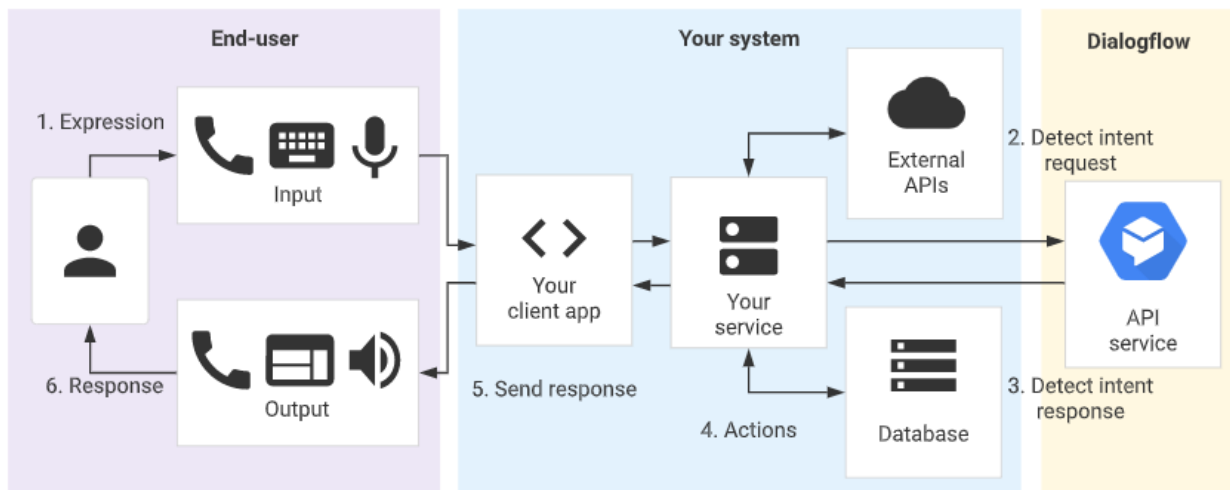 End-user
Your system
Dialogflow
1. Expression
Input
External
APIs
2. Detect intent
request
Your
client app
Your
service
API
service
6. Response
Output
5. Send response
4. Actions
Database
3. Detect intent
response